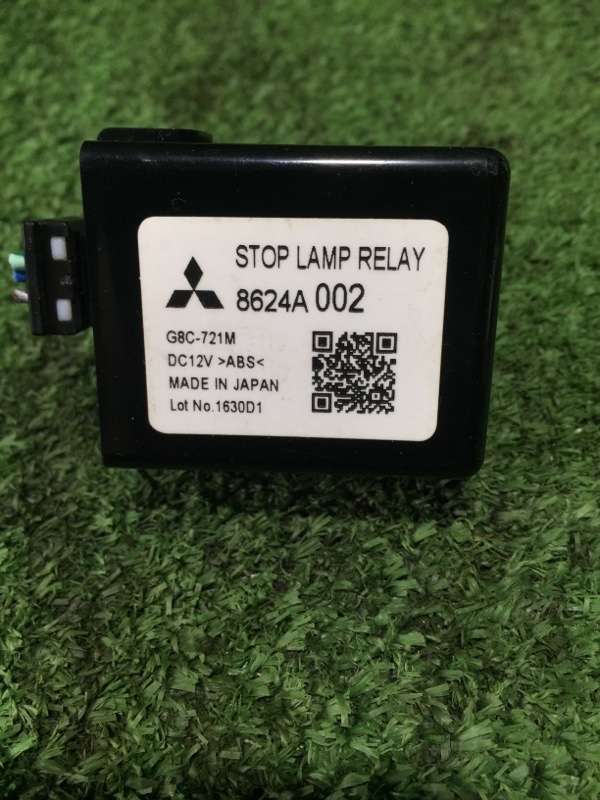 STOP LAMP RELAY
8624A 002
G8C-721M
DC12V >ABS<
MADE IN JAPAN
Lot No.1630D1